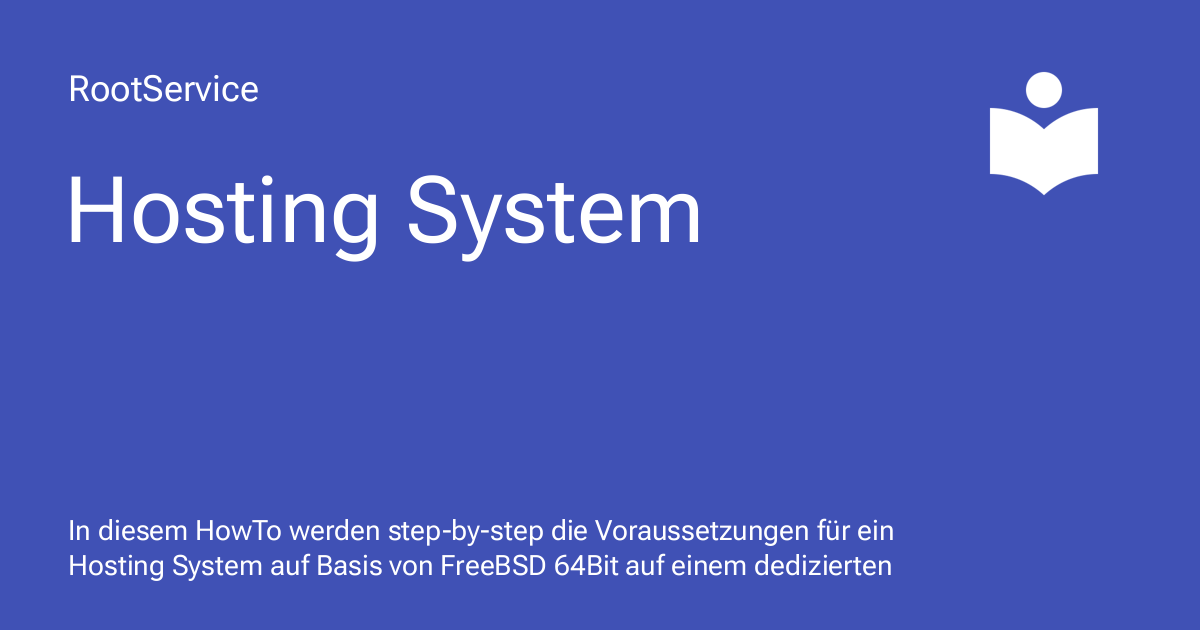 RootService
Hosting System
In diesem HowTo werden step-by-step die Voraussetzungen für ein
Hosting System auf Basis von FreeBSD 64Bit auf einem dedizierten